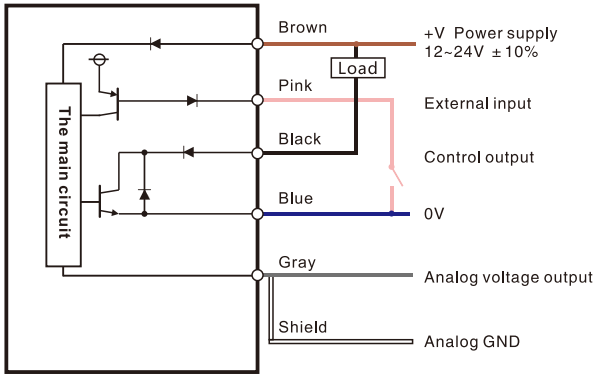 Brown
+V Power supply
12~24V ±10%
Load
Pink
External input
The main circuit
Black
Control output
Blue
0V
Gray
Analog voltage output
Shield
Analog GND